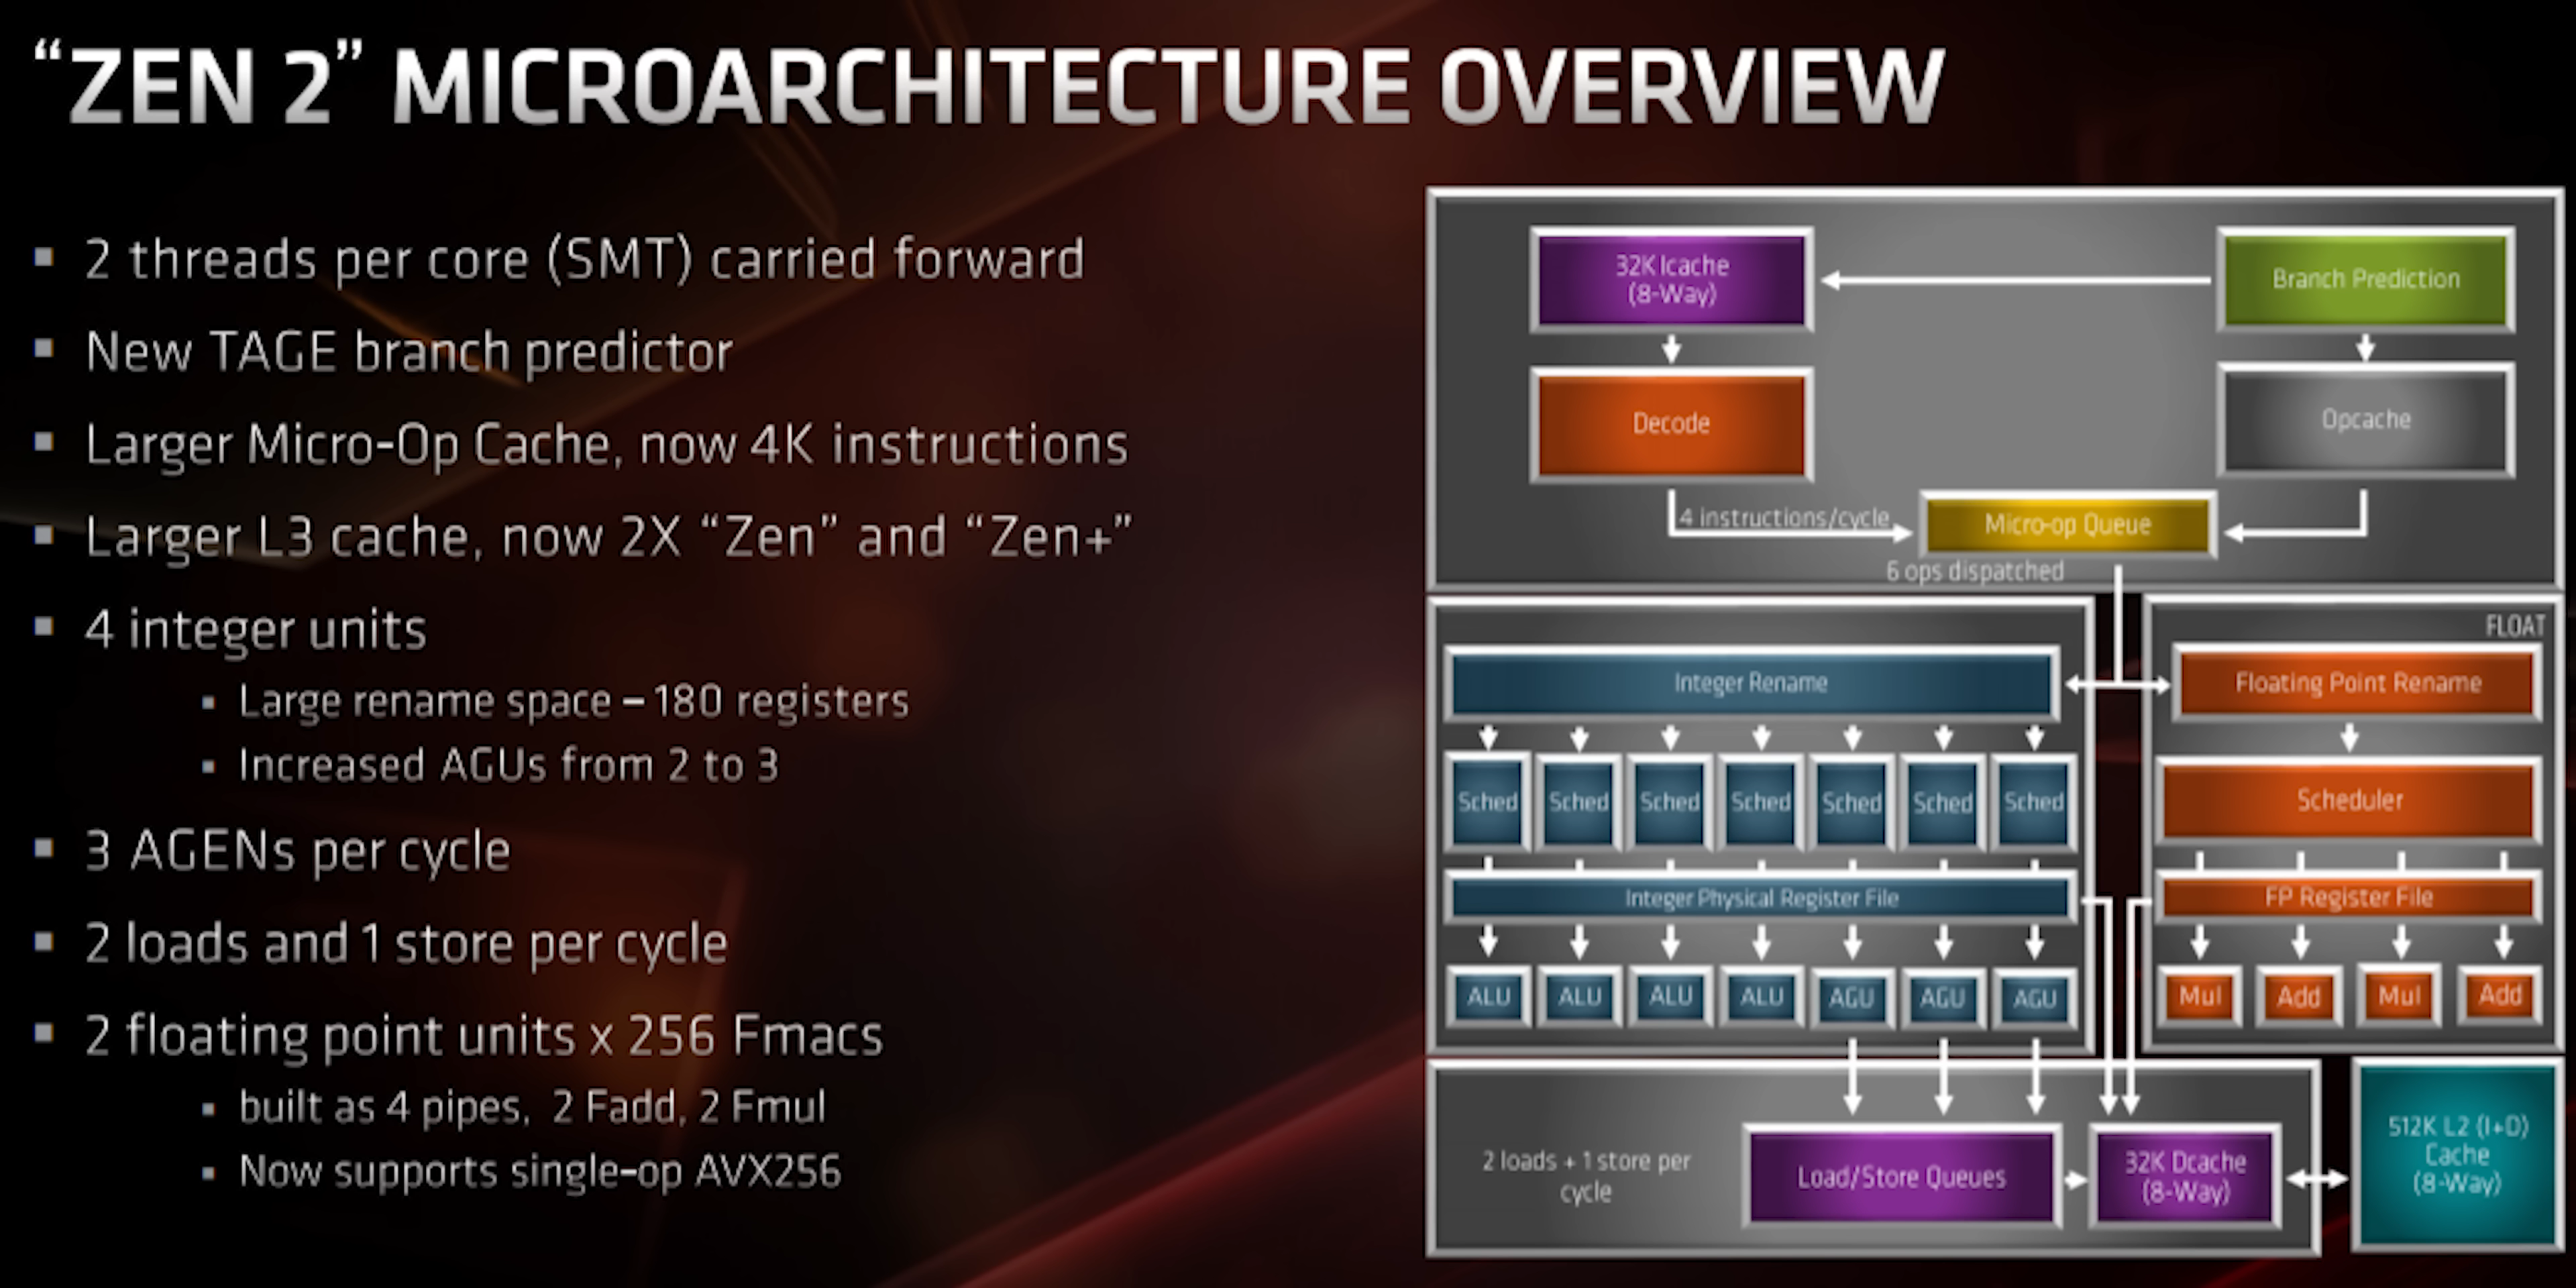 “ZEN 2” MICROARCHITECTURE OVERVIEW
2 threads per core (SMT) carried forward
New TAGE branch predictor
Larger Micro-Op Cache, now 4K instructions
Larger L3 cache, now 2X “Zen” and “Zen+”
4 integer units
Large rename space – 180 registers
Increased AGUs from 2 to 3
3 AGENs per cycle
2 loads and 1 store per cycle
2 floating point units x 256 Fmacs
built as 4 pipes, 2 Fadd, 2 Fmul
Now supports single-op AVX256
32K Icache
(8-Way)
Branch Prediction
Decode
Opcache
4 instructions/cycle
Micro-op Queue
6 ops dispatched
FLOAT
Integer Rename
Floating Point Rename
Sched Sched Sched Sched Sched Sched Sched
Scheduler
Integer Physical Register File
FP Register File
ALU ALU ALU ALU AGU AGU AGU
Mul Add Mul Add
2 loads + 1 store per
cycle
Load/Store Queues
32K Dcache
(8-Way)
512K L2 (I+D)
Cache
(8-Way)